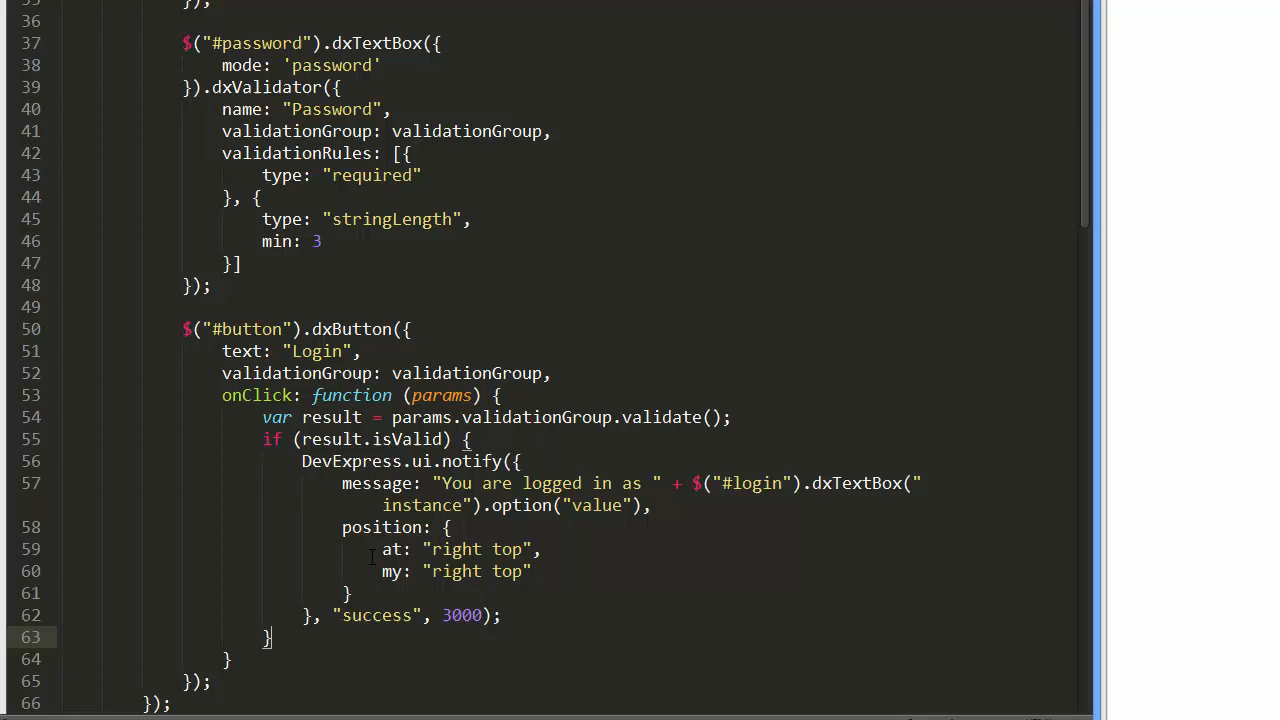 35 });
36
37 $("#password").dxTextBox({
38 mode: 'password'
39 }).dxValidator({
40 name: "Password",
41 validationGroup: validationGroup,
42 validationRules: [{
43 type: "required"
44 }, {
45 type: "stringLength",
46 min: 3
47 }]
48 });
49
50 $("#button").dxButton({
51 text: "Login",
52 validationGroup: validationGroup,
53 onClick: function (params) {
54 var result = params.validationGroup.validate();
55 if (result.isValid) {
56 DevExpress.ui.notify({
57 message: "You are logged in as " + $("#login").dxTextBox("
instance").option("value"),
58 position: {
59 at: "right top",
60 my: "right top"
61 }
62 }, "success", 3000);
63 }
64 }
65 });
66 });